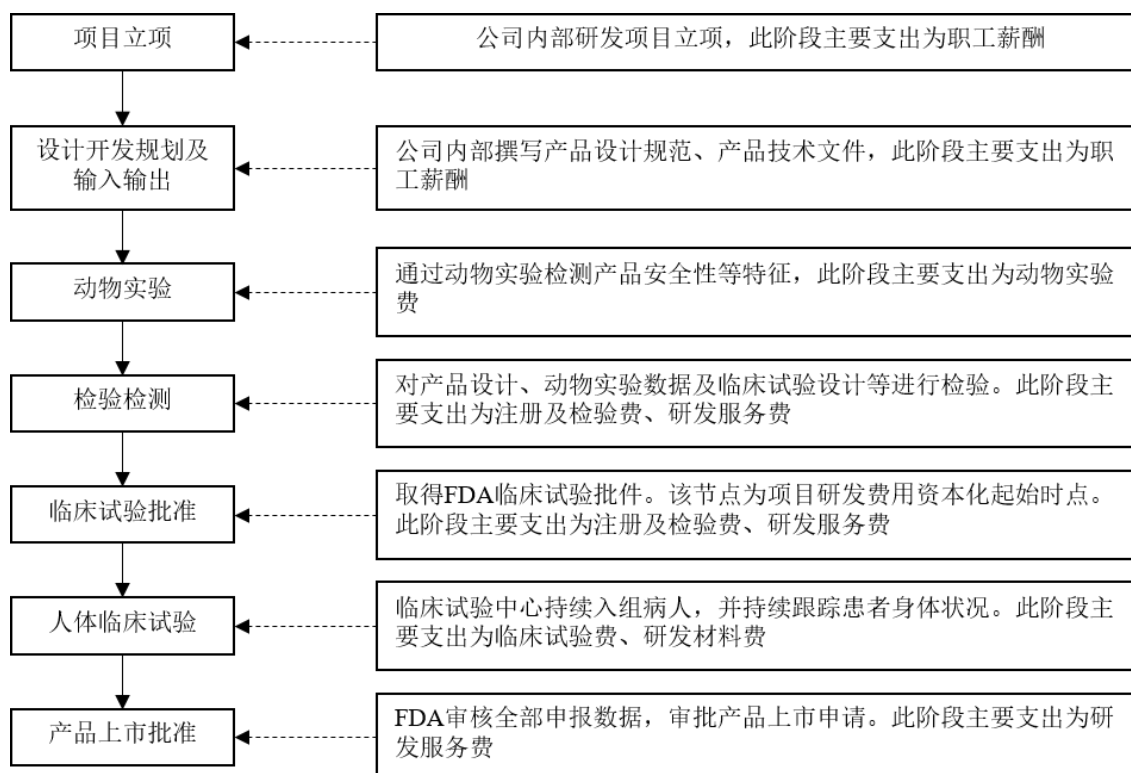 项目立项
公司内部研发项目立项，此阶段主要支出为职工薪酬
设计开发规划及
输入输出
公司内部撰写产品设计规范、产品技术文件，此阶段主要支出为职
工薪酬
动物实验
通过动物实验检测产品安全性等特征，此阶段主要支出为动物实验
费
检验检测
对产品设计、动物实验数据及临床试验设计等进行检验。此阶段主
要支出为注册及检验费、研发服务费
临床试验批准
取得FDA临床试验批件。该节点为项目研发费用资本化起始时点。
此阶段主要支出为注册及检验费、研发服务费
人体临床试验
临床试验中心持续入组病人，并持续跟踪患者身体状况。此阶段主
要支出为临床试验费、研发材料费
产品上市批准
FDA审核全部申报数据，审批产品上市申请。此阶段主要支出为研
发服务费